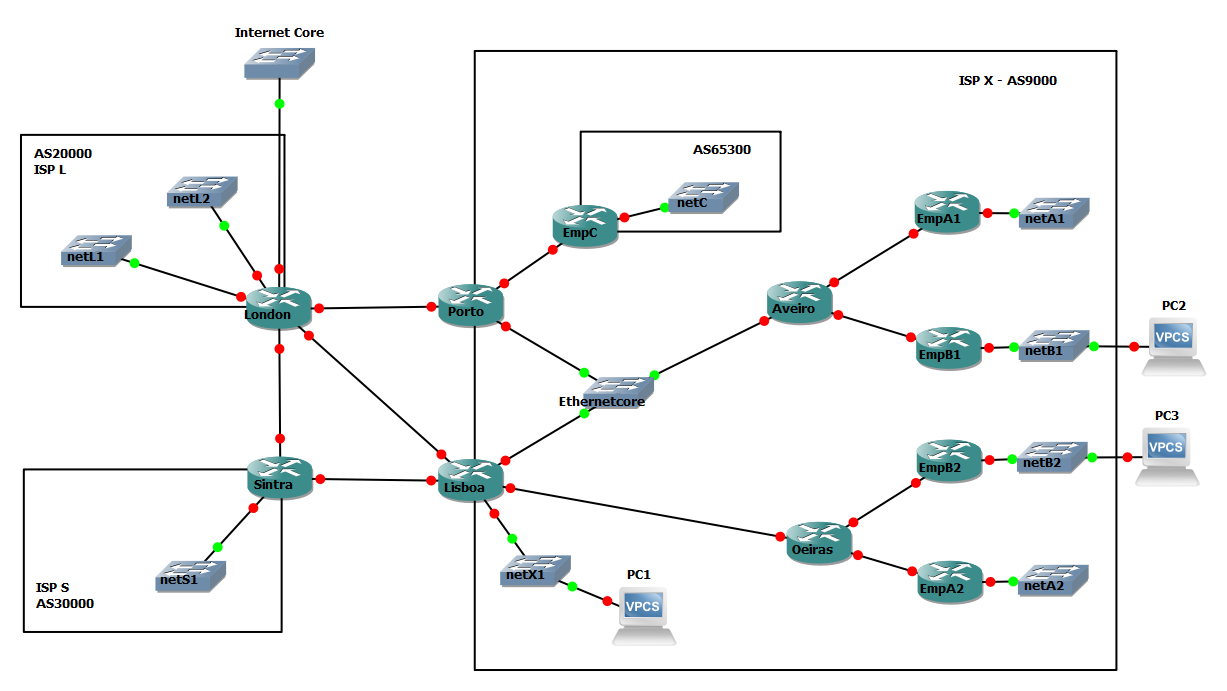 Internet Core
ISP X - AS9000
AS20000
ISP L
AS65300
netL2
netC
EmpC
EmpA1
netA1
netL1
London
Porto
Aveiro
PC2
VPCS
EmpB1
netB1
Ethernetcore
PC3
VPCS
EmpB2
netB2
Sintra
Lisboa
Oeiras
ISP S
AS30000
netS1
netX1
PC1
VPCS
EmpA2
netA2